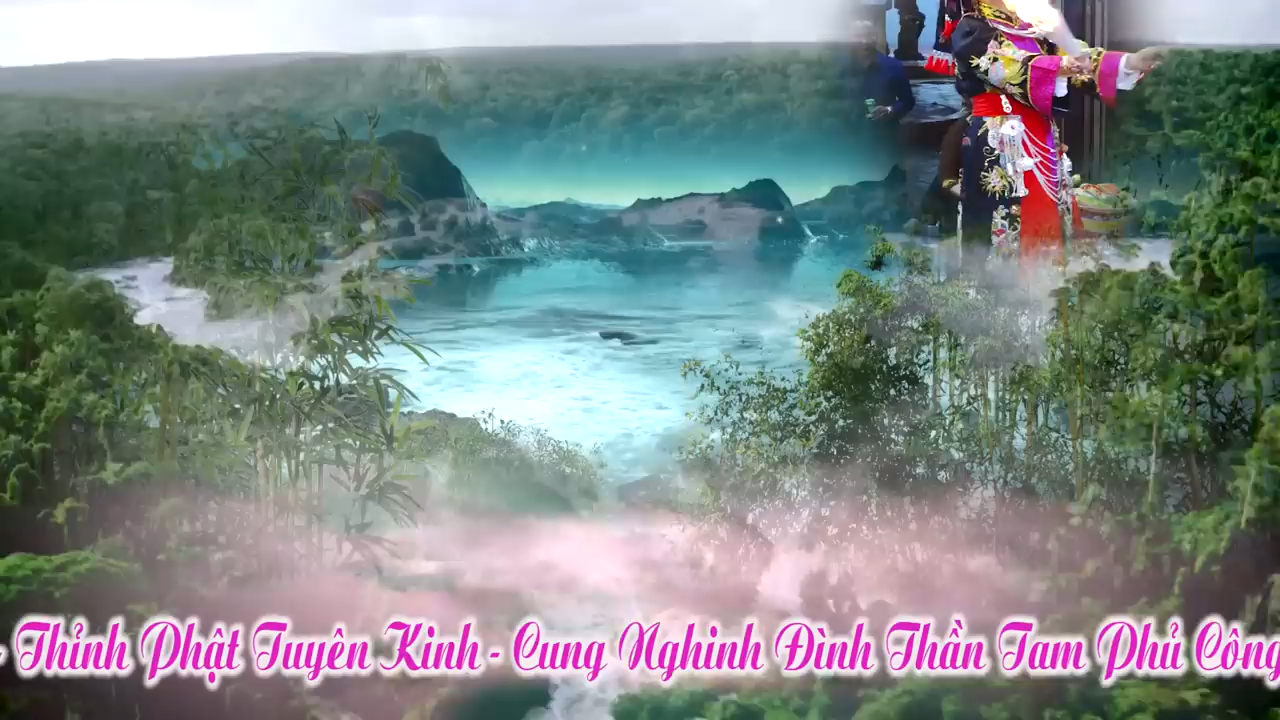 - Thỉnh Phật Tuyên Kinh - Cung Nghinh Đình Thần Tam Phủ Công